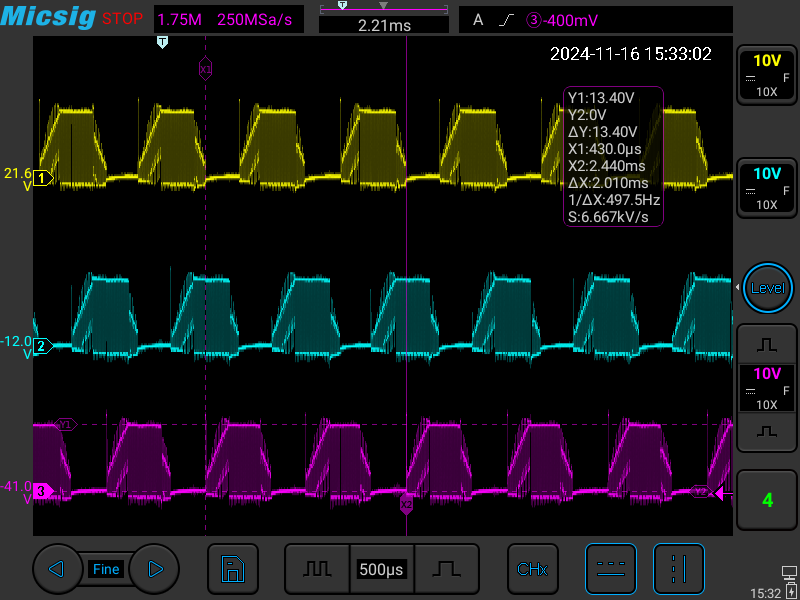 Micsig STOP 1.75M 250MSa/s T 2.21ms A 3 -400mV
T
2024-11-16 15:33:02
X1
10V
F
10X
Y1:13.40V
Y2:0V
ΔY:13.40V
X1:430.0µs
X2:2.440ms
ΔX:2.010ms
1/ΔX:497.5Hz
S:6.667kV/s
21.6
V
1
10V
F
10X
Level
-12.0
V
2
10V
F
10X
Y1
-41.0
V
3
Y2
X2
4
Fine
500µs
CHx
15:32